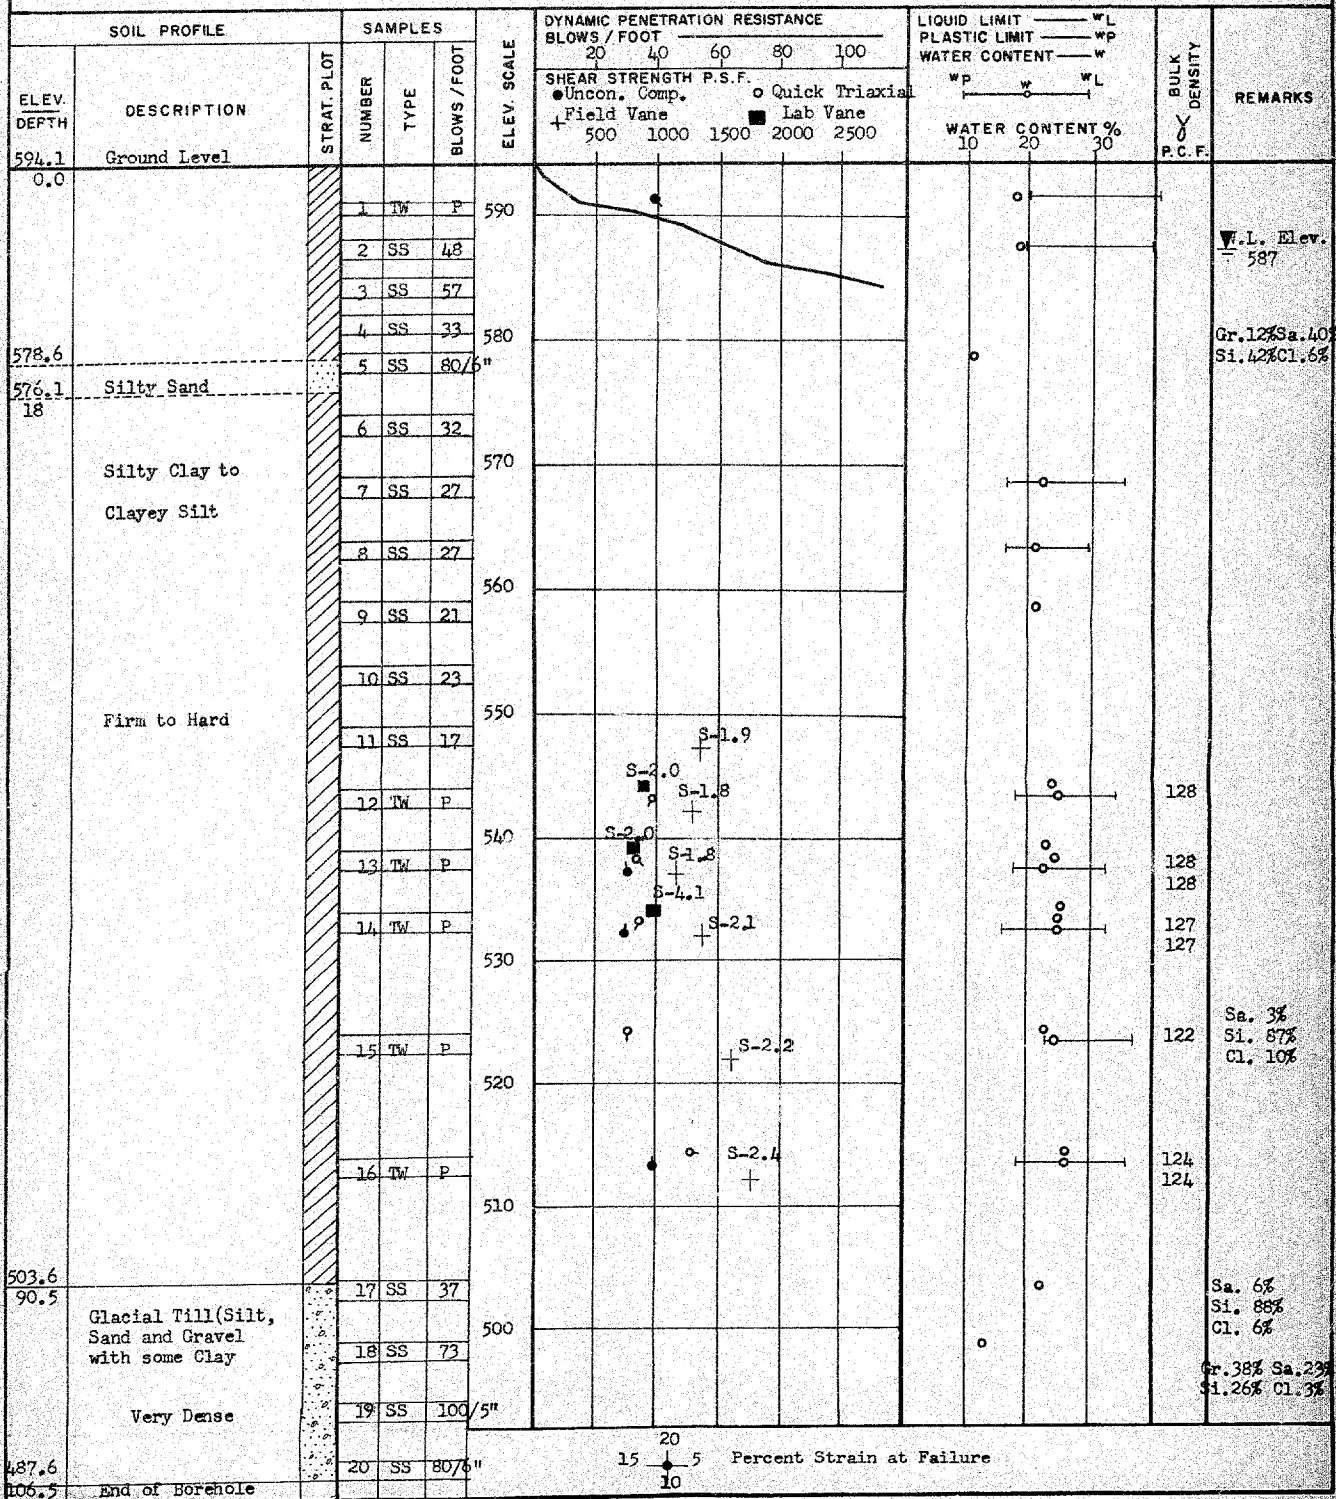 SOIL PROFILE
SAMPLES
ELEV. SCALE
DYNAMIC PENETRATION RESISTANCE
BLOWS / FOOT
20 40 60 80 100
SHEAR STRENGTH P.S.F.
Uncon. Comp. Quick Triaxial
Field Vane Lab Vane
500 1000 1500 2000 2500
LIQUID LIMIT WL
PLASTIC LIMIT WP
WATER CONTENT W
WP W WL
WATER CONTENT %
10 20 30
BULK DENSITY
γ
P.C.F.
REMARKS
ELEV.
DEPTH
DESCRIPTION
STRAT. PLOT
NUMBER
TYPE
BLOWS / FOOT
594.1 Ground Level
0.0
1 TW P 590
2 SS 48
W.L. Elev.
587
3 SS 57
4 SS 33 580
Gr.12% Sa.40%
Si.42% Cl.6%
578.6
5 SS 80/6"
576.1 Silty Sand
18
6 SS 32
570
Silty Clay to
7 SS 27
Clayey Silt
8 SS 27
560
9 SS 21
10 SS 23
550
Firm to Hard
11 SS 17
S-1.9
S-2.0
S-1.8
12 TW P 128
540
S-2.0
S-1.8
13 TW P 128
128
S-4.1
14 TW P S-2.1 127
127
530
Sa. 3%
Si. 87%
Cl. 10%
15 TW P S-2.2 122
520
S-2.4
16 TW P 124
124
510
503.6
90.5
17 SS 37
Sa. 6%
Si. 88%
Cl. 6%
Glacial Till(Silt,
Sand and Gravel
with some Clay
500
18 SS 73
Gr.38% Sa.23%
Si.26% Cl.3%
Very Dense
19 SS 100/5"
20
15 5 Percent Strain at Failure
10
487.6
20 SS 80/6"
106.5 End of Borehole